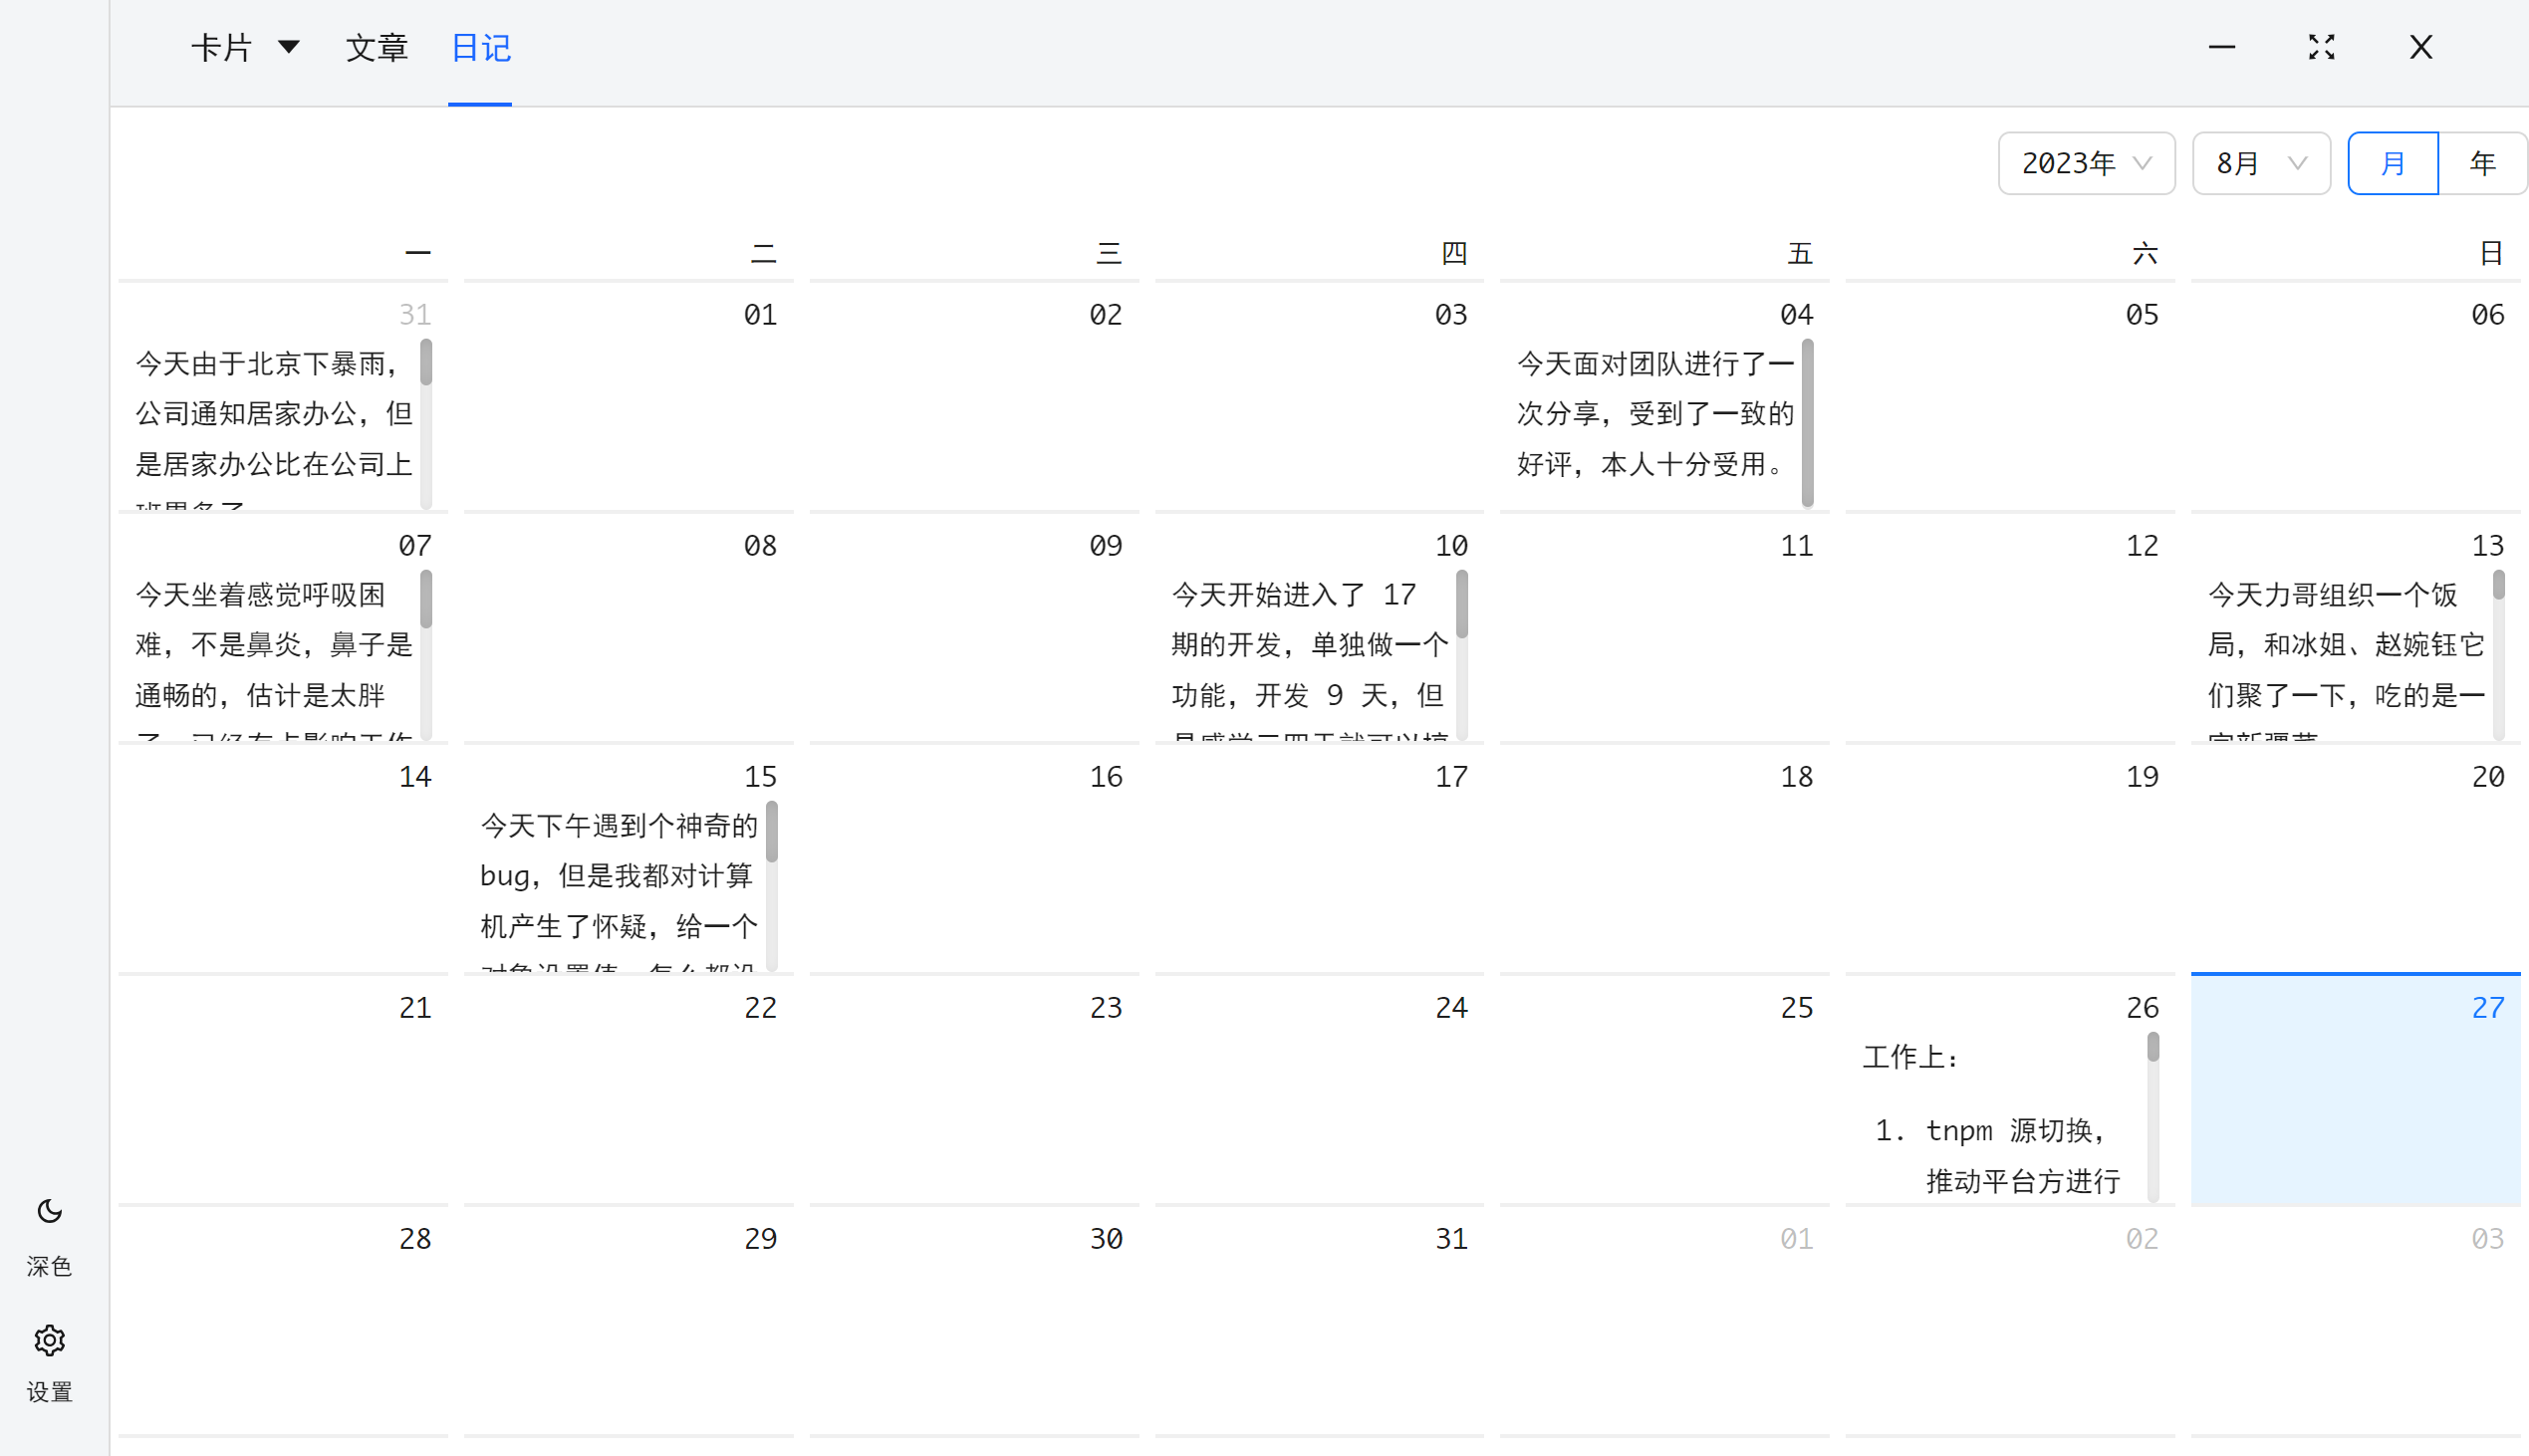 卡片
文章
日记
2023年
8月
月
年
一
二
三
四
五
六
日
31
今天由于北京下暴雨，
公司通知居家办公，但
是居家办公比在公司上
01
02
03
04
今天面对团队进行了一
次分享，受到了一致的
好评，本人十分受用。
05
06
07
今天坐着感觉呼吸困
难，不是鼻炎，鼻子是
通畅的，估计是太胖
08
09
10
今天开始进入了 17
期的开发，单独做一个
功能，开发 9 天，但
11
12
13
今天力哥组织一个饭
局，和冰姐、赵婉钰它
们聚了一下，吃的是一
14
15
今天下午遇到个神奇的
bug，但是我都对计算
机产生了怀疑，给一个
16
17
18
19
20
21
22
23
24
25
26
工作上：
1. tnpm 源切换，
推动平台方进行
27
28
29
30
31
01
02
03
深色
设置